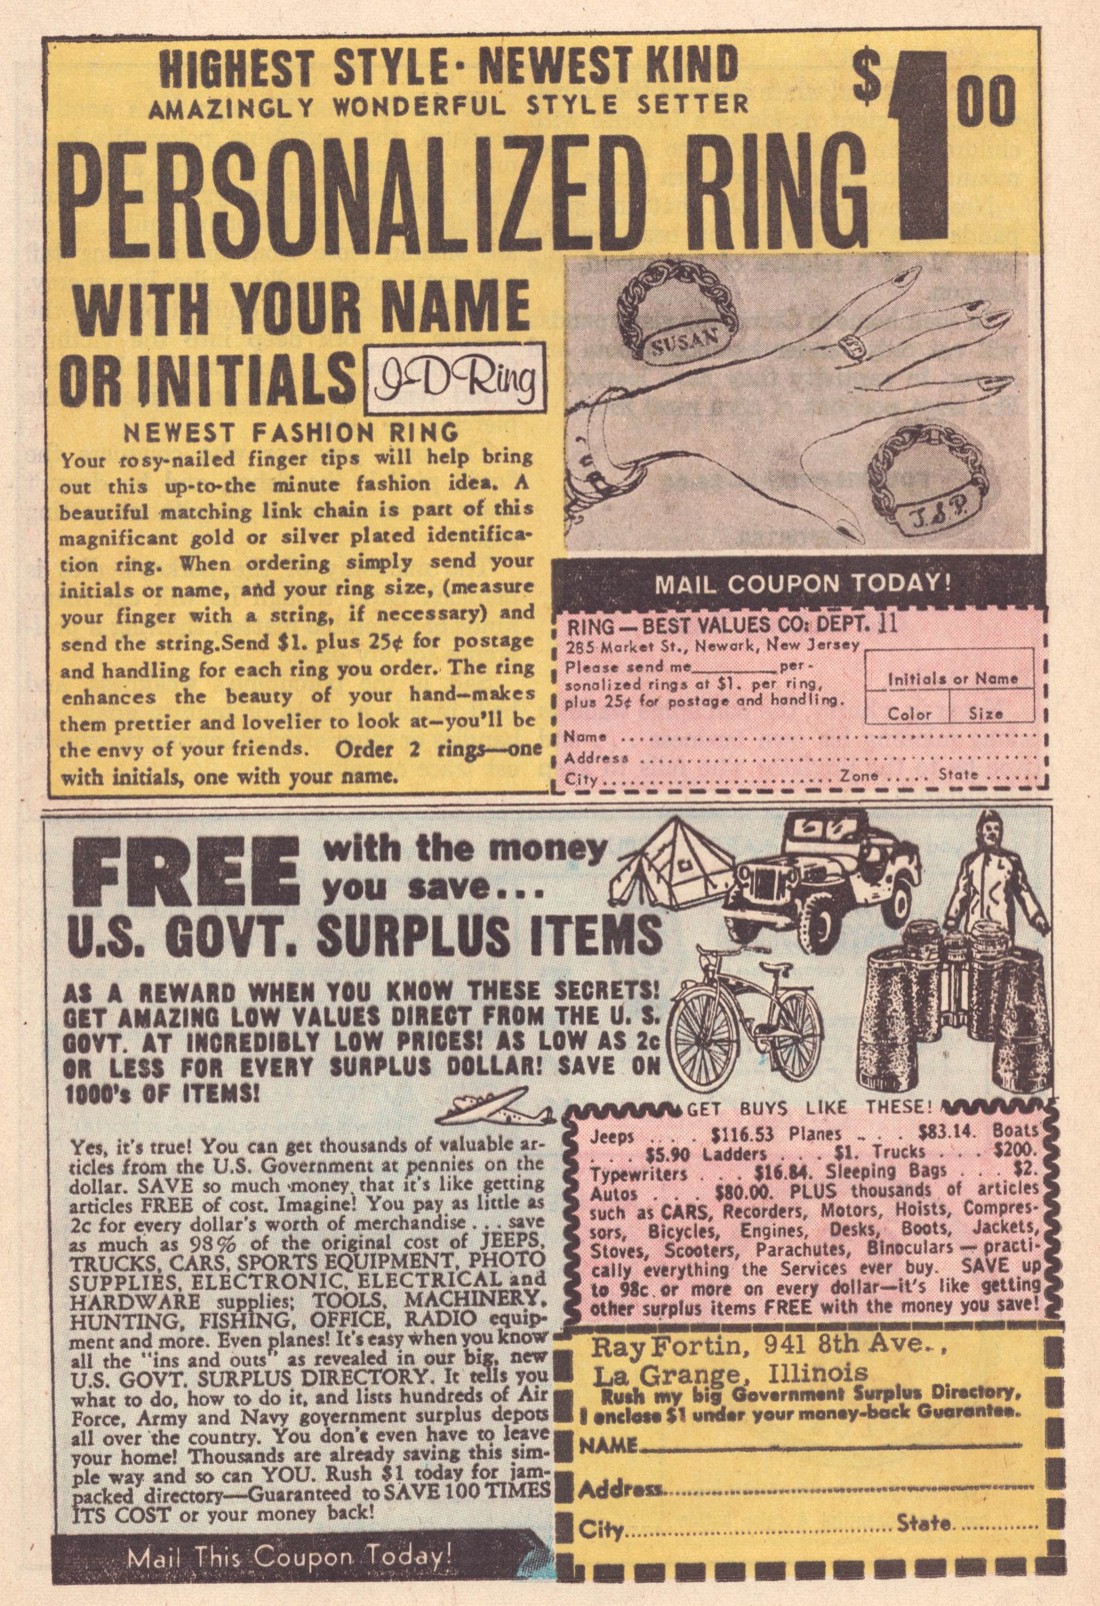 HIGHEST STYLE · NEWEST KIND
AMAZINGLY WONDERFUL STYLE SETTER
$1 00
PERSONALIZED RING
WITH YOUR NAME
OR INITIALS
I-D Ring
NEWEST FASHION RING
Your rosy-nailed finger tips will help bring
out this up-to-the minute fashion idea. A
beautiful matching link chain is part of this
magnificant gold or silver plated identifica-
tion ring. When ordering simply send your
initials or name, and your ring size, (measure
your finger with a string, if necessary) and
send the string.Send $1. plus 25¢ for postage
and handling for each ring you order. The ring
enhances the beauty of your hand—makes
them prettier and lovelier to look at—you'll be
the envy of your friends. Order 2 rings—one
with initials, one with your name.
SUSAN
J.S.P.
MAIL COUPON TODAY!
RING — BEST VALUES CO: DEPT. 11
285 Market St., Newark, New Jersey
Please send me________per-
sonalized rings at $1. per ring,
plus 25¢ for postage and handling.
Initials or Name
Color Size
Name
Address
City Zone State
FREE with the money
you save...
U.S. GOVT. SURPLUS ITEMS
AS A REWARD WHEN YOU KNOW THESE SECRETS!
GET AMAZING LOW VALUES DIRECT FROM THE U. S.
GOVT. AT INCREDIBLY LOW PRICES! AS LOW AS 2c
OR LESS FOR EVERY SURPLUS DOLLAR! SAVE ON
1000's OF ITEMS!
Yes, it's true! You can get thousands of valuable ar-
ticles from the U.S. Government at pennies on the
dollar. SAVE so much money that it's like getting
articles FREE of cost. Imagine! You pay as little as
2c for every dollar's worth of merchandise . . . save
as much as 98% of the original cost of JEEPS,
TRUCKS, CARS, SPORTS EQUIPMENT, PHOTO
SUPPLIES, ELECTRONIC, ELECTRICAL and
HARDWARE supplies; TOOLS, MACHINERY,
HUNTING, FISHING, OFFICE, RADIO equip-
ment and more. Even planes! It's easy when you know
all the "ins and outs" as revealed in our big, new
U.S. GOVT. SURPLUS DIRECTORY. It tells you
what to do, how to do it, and lists hundreds of Air
Force, Army and Navy government surplus depots
all over the country. You don't even have to leave
your home! Thousands are already saving this sim-
ple way and so can YOU. Rush $1 today for jam-
packed directory—Guaranteed to SAVE 100 TIMES
ITS COST or your money back!
Mail This Coupon Today!
GET BUYS LIKE THESE!
Jeeps . . . . $116.53 Planes . . . $83.14. Boats
. . . . $5.90 Ladders . . . . $1. Trucks . . . $200.
Typewriters . . . $16.84. Sleeping Bags . . . $2.
Autos . . . . $80.00. PLUS thousands of articles
such as CARS, Recorders, Motors, Hoists, Compres-
sors, Bicycles, Engines, Desks, Boots, Jackets,
Stoves, Scooters, Parachutes, Binoculars — practi-
cally everything the Services ever buy. SAVE up
to 98c or more on every dollar—it's like getting
other surplus items FREE with the money you save!
Ray Fortin, 941 8th Ave.,
La Grange, Illinois
Rush my big Government Surplus Directory,
I enclose $1 under your money-back Guarantee.
NAME
Address
City State